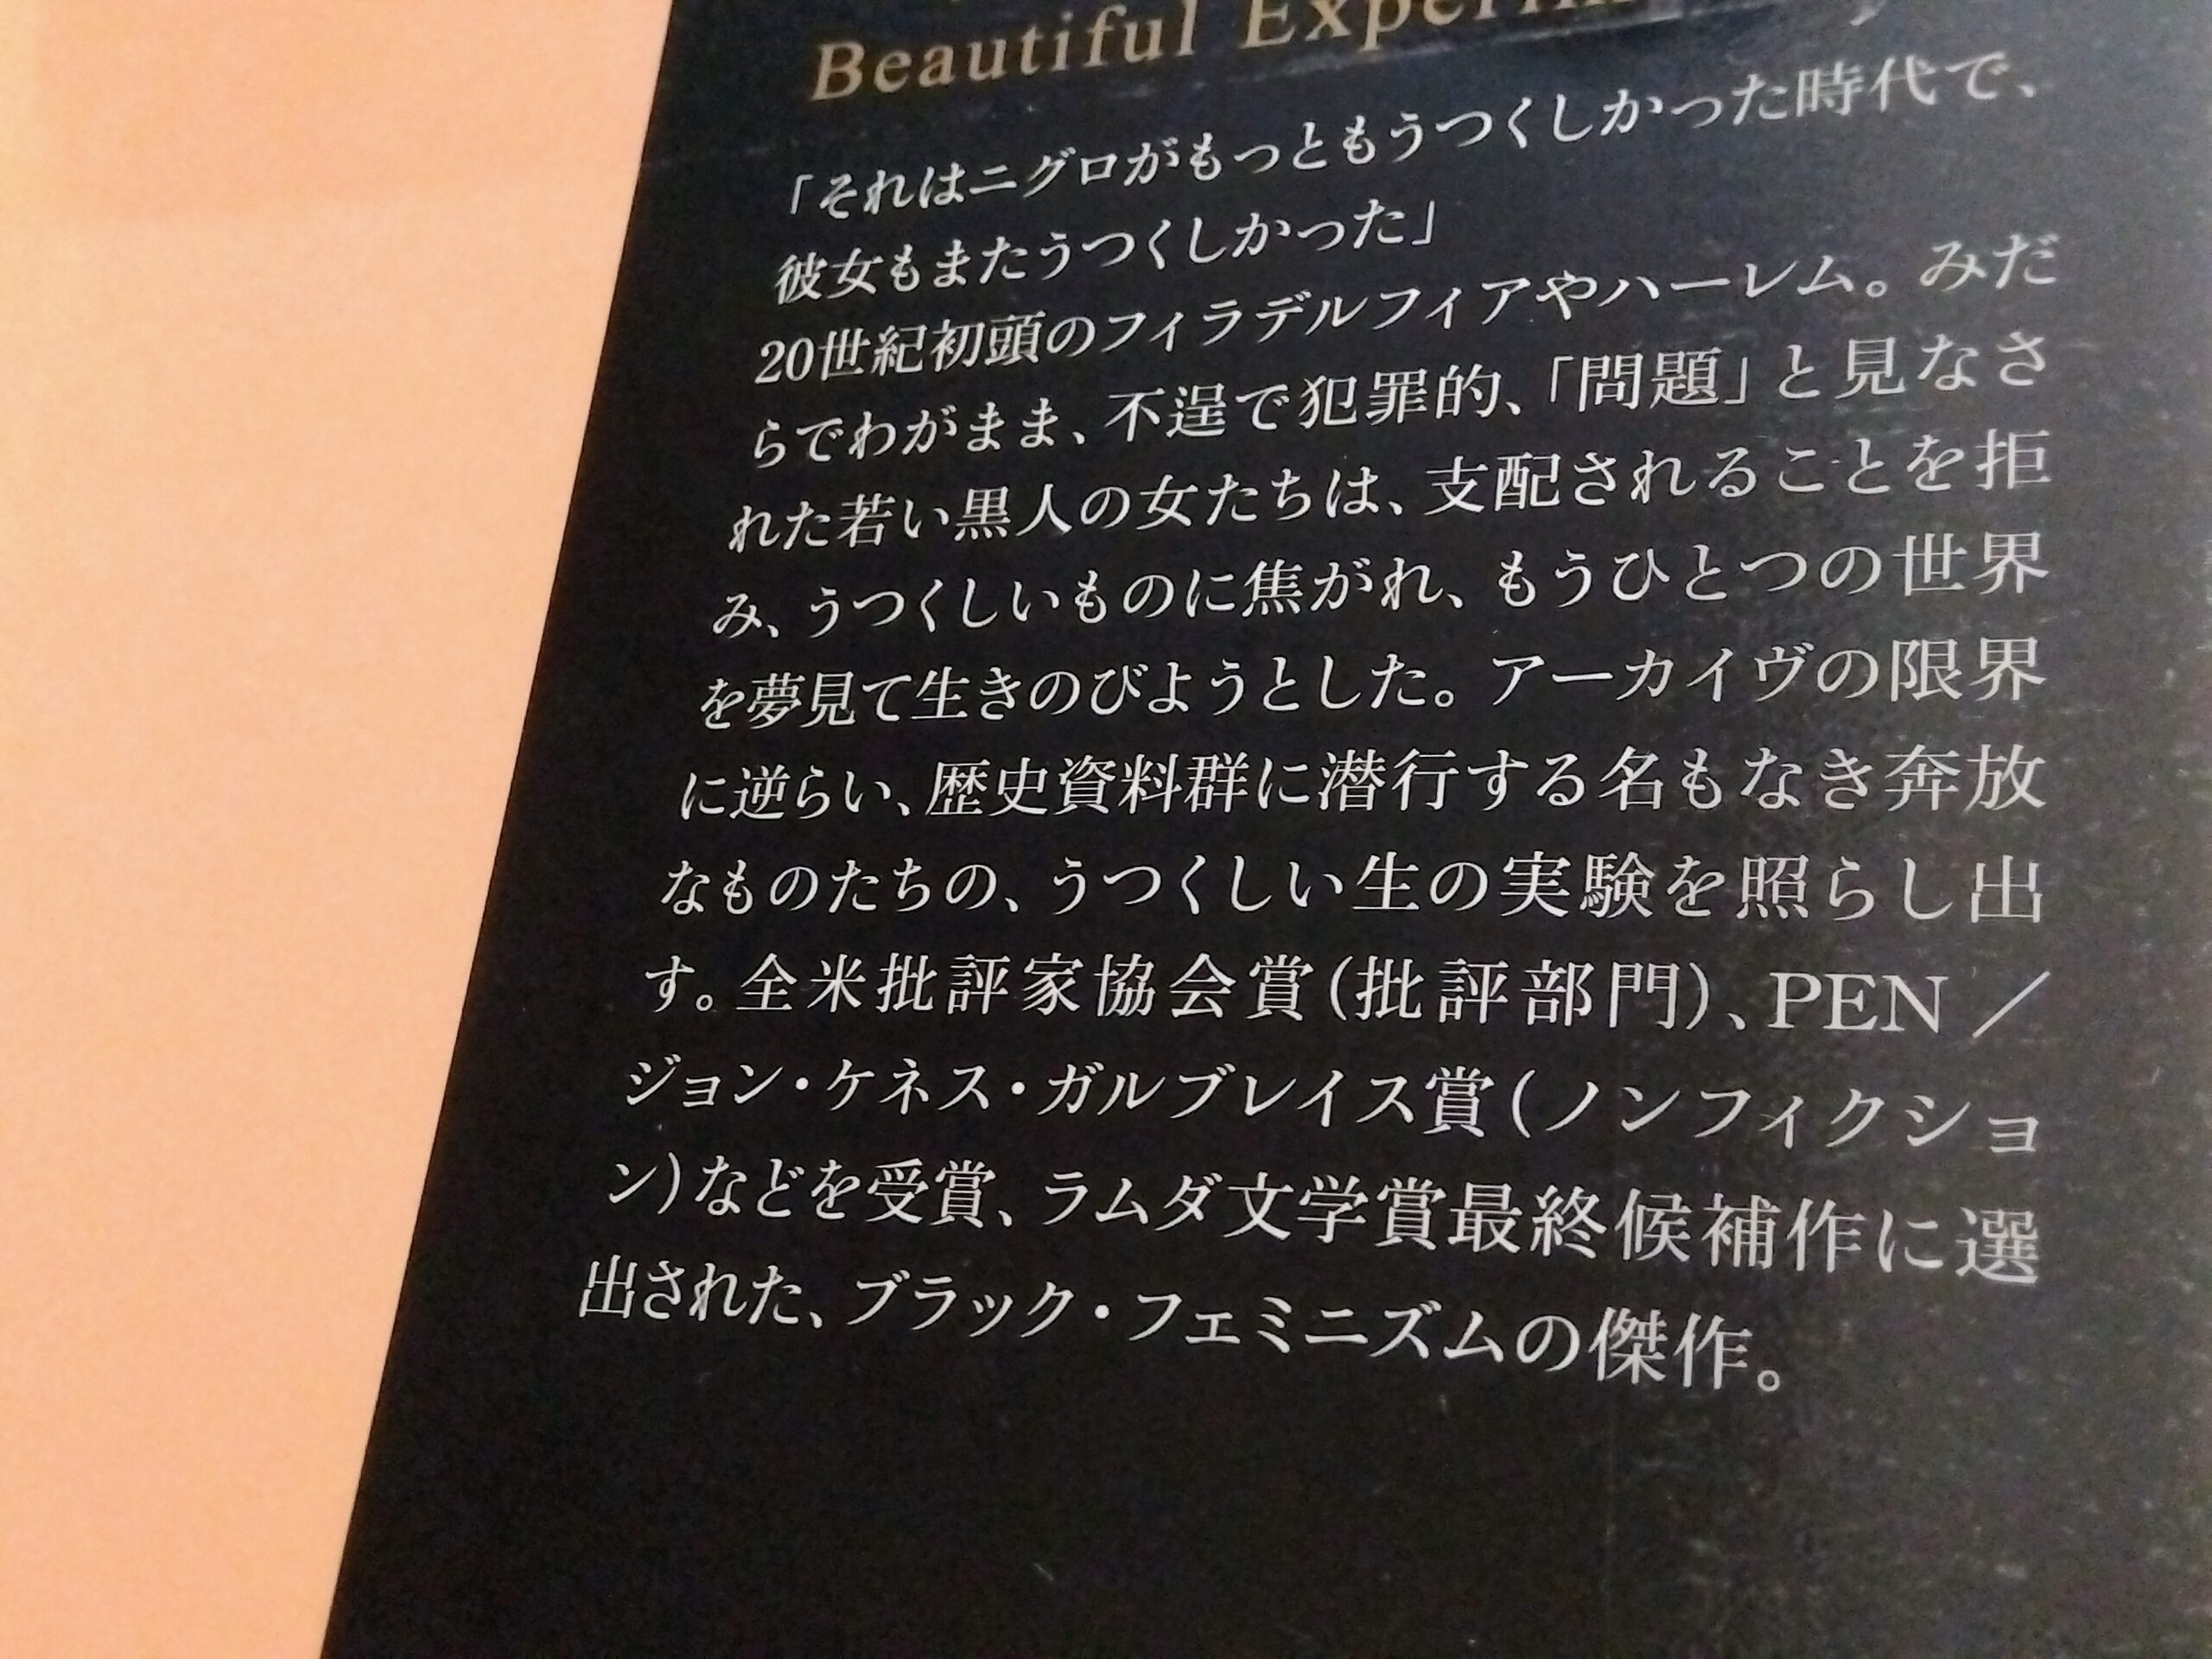 Beautiful
「それはニグロがもっともうつくしかった時代で、
彼女もまたうつくしかった」
20世紀初頭のフィラデルフィアやハーレム。みだ
らでわがまま、不逞で犯罪的、「問題」と見なさ
れた若い黒人の女たちは、支配されることを拒
み、うつくしいものに焦がれ、もうひとつの世界
を夢見て生きのびようとした。アーカイヴの限界
に逆らい、歴史資料群に潜行する名もなき奔放
なものたちの、うつくしい生の実験を照らし出
す。全米批評家協会賞(批評部門)、PEN／
ジョン・ケネス・ガルブレイス賞(ノンフィクショ
ン)などを受賞、ラムダ文学賞最終候補作に選
出された、ブラック・フェミニズムの傑作。